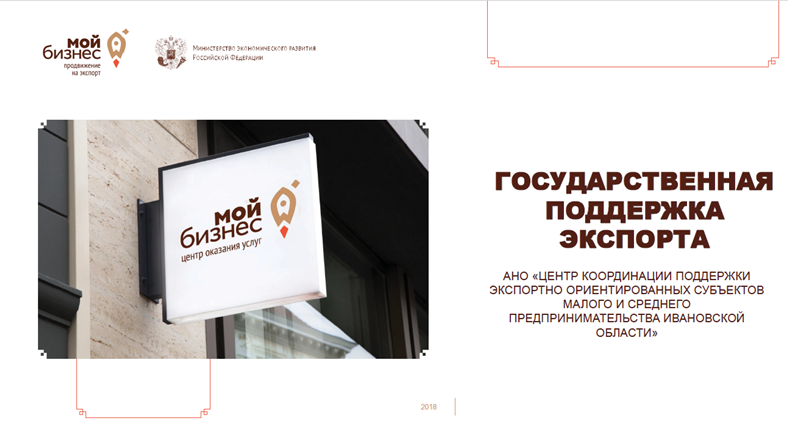 мой
бизнес
продвижение
на экспорт
Министерство экономического развития
Российской Федерации
мой
бизнес
центр оказания услуг
ГОСУДАРСТВЕННАЯ
ПОДДЕРЖКА
ЭКСПОРТА
АНО «ЦЕНТР КООРДИНАЦИИ ПОДДЕРЖКИ
ЭКСПОРТНО ОРИЕНТИРОВАННЫХ СУБЪЕКТОВ
МАЛОГО И СРЕДНЕГО
ПРЕДПРИНИМАТЕЛЬСТВА ИВАНОВСКОЙ
ОБЛАСТИ»
2018